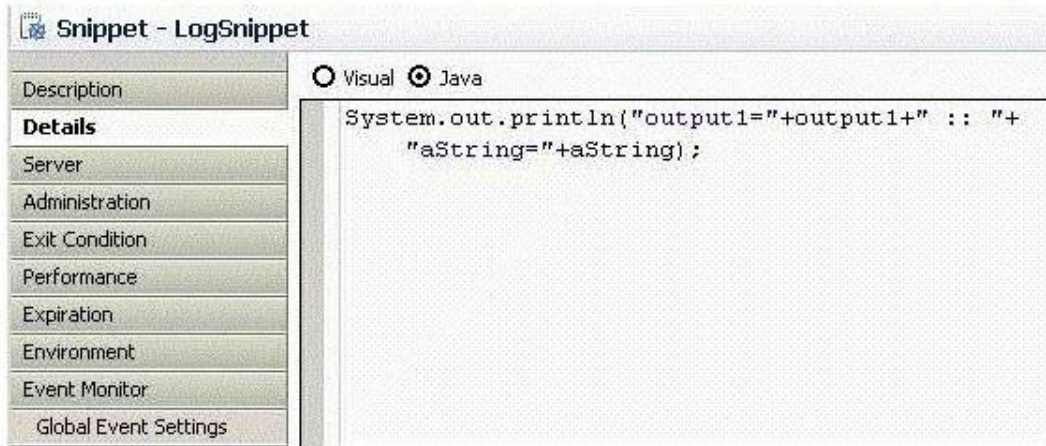 Snippet - LogSnippet
Description
Details
Server
Administration
Exit Condition
Performance
Expiration
Environment
Event Monitor
Global Event Settings
Visual Java
System.out.println("output1="+output1+" :: "+
"aString="+aString);